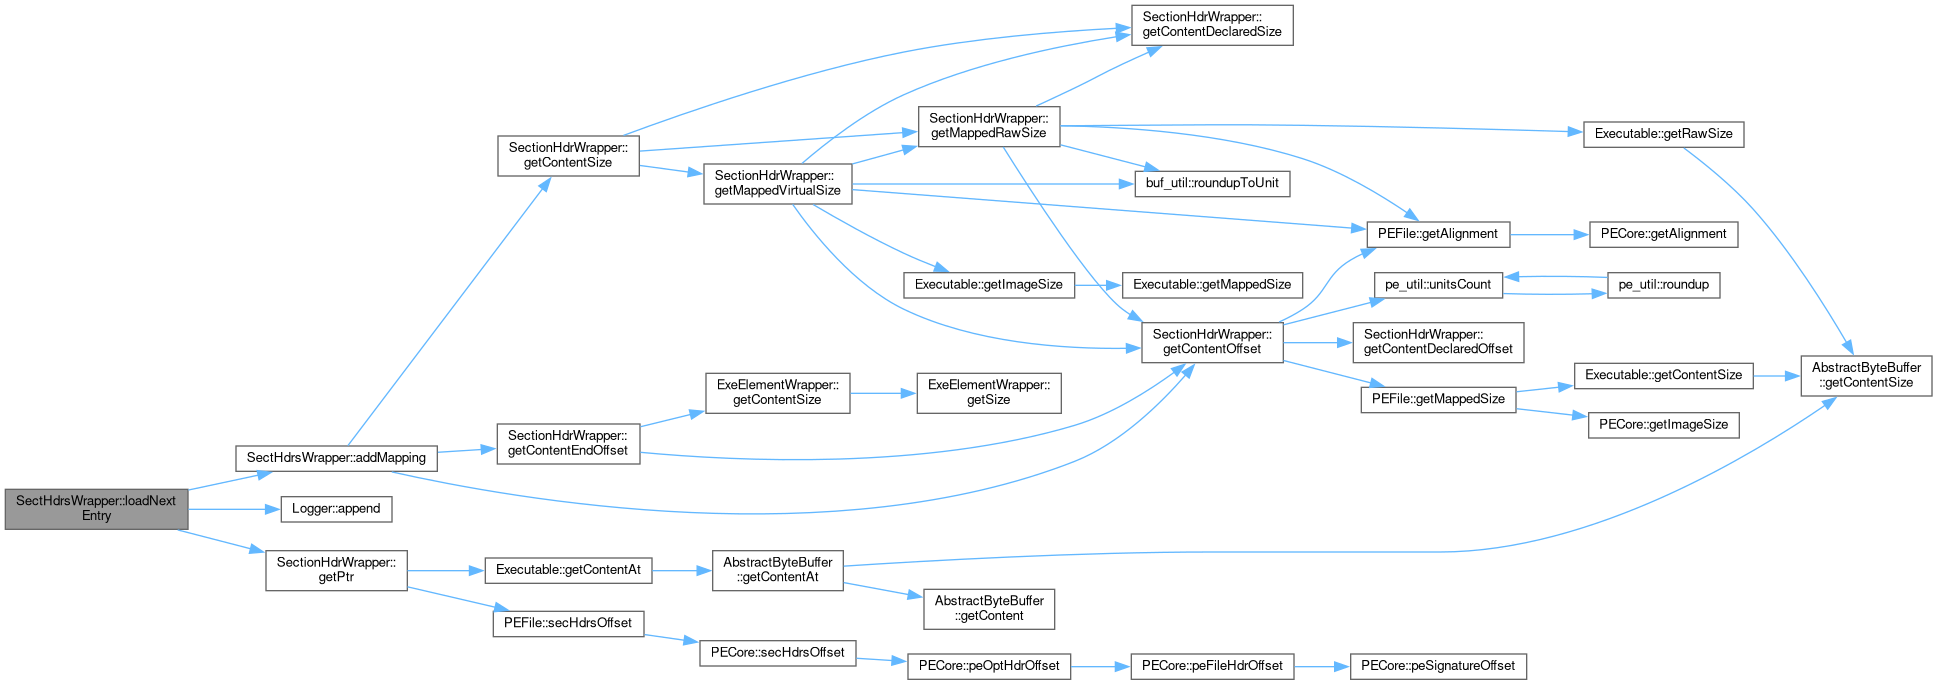 SectionHdrWrapper::
getContentDeclaredSize
SectionHdrWrapper::
getMappedRawSize
Executable::getRawSize
SectionHdrWrapper::
getContentSize
SectionHdrWrapper::
getMappedVirtualSize
buf_util::roundupToUnit
PEFile::getAlignment
PECore::getAlignment
Executable::getImageSize
Executable::getMappedSize
pe_util::unitsCount
pe_util::roundup
SectionHdrWrapper::
getContentOffset
SectionHdrWrapper::
getContentDeclaredOffset
AbstractByteBuffer
::getContentSize
Executable::getContentSize
ExeElementWrapper::
getContentSize
ExeElementWrapper::
getSize
PEFile::getMappedSize
PECore::getImageSize
SectionHdrWrapper::
getContentEndOffset
SectHdrsWrapper::addMapping
SectHdrsWrapper::loadNext
Entry
Logger::append
SectionHdrWrapper::
getPtr
Executable::getContentAt
AbstractByteBuffer
::getContentAt
AbstractByteBuffer
::getContent
PEFile::secHdrsOffset
PECore::secHdrsOffset
PECore::peOptHdrOffset
PECore::peFileHdrOffset
PECore::peSignatureOffset